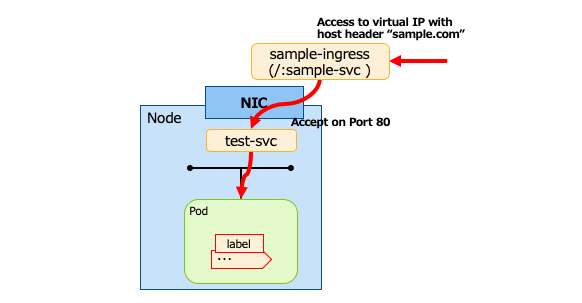 Access to virtual IP with
host header “sample.com”
sample-ingress
(/:sample-svc )
NIC
Node
Accept on Port 80
test-svc
Pod
label
...